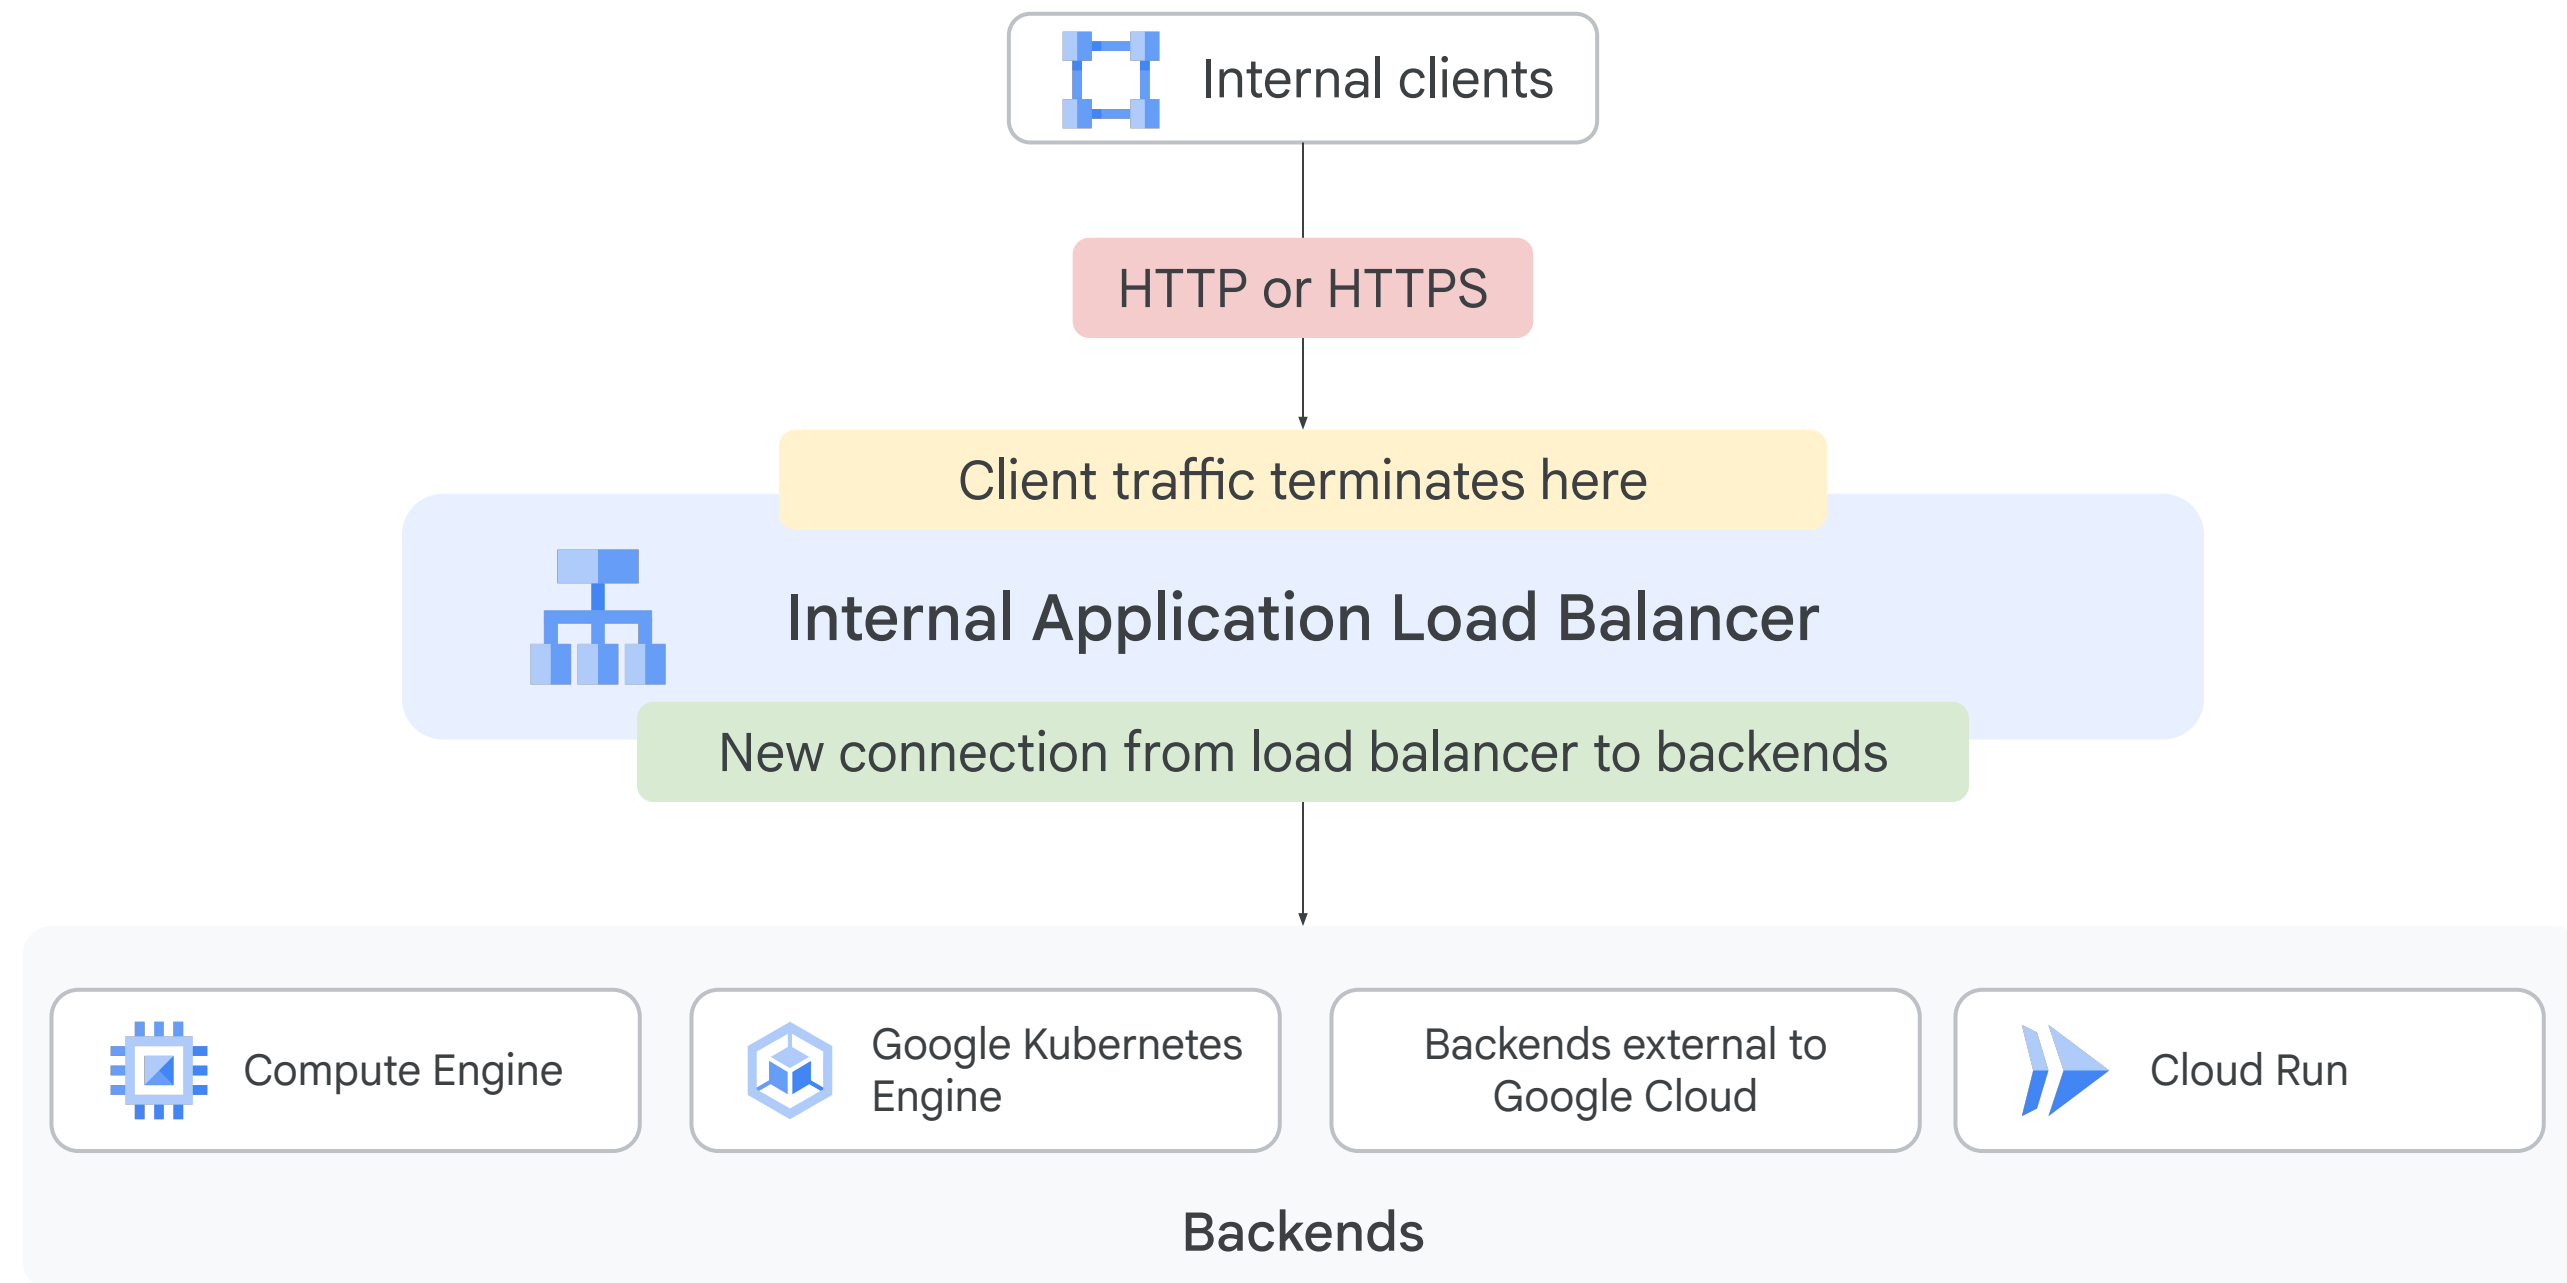 Internal clients
HTTP or HTTPS
Client traffic terminates here
Internal Application Load Balancer
New connection from load balancer to backends
Compute Engine
Google Kubernetes
Engine
Backends external to
Google Cloud
Cloud Run
Backends